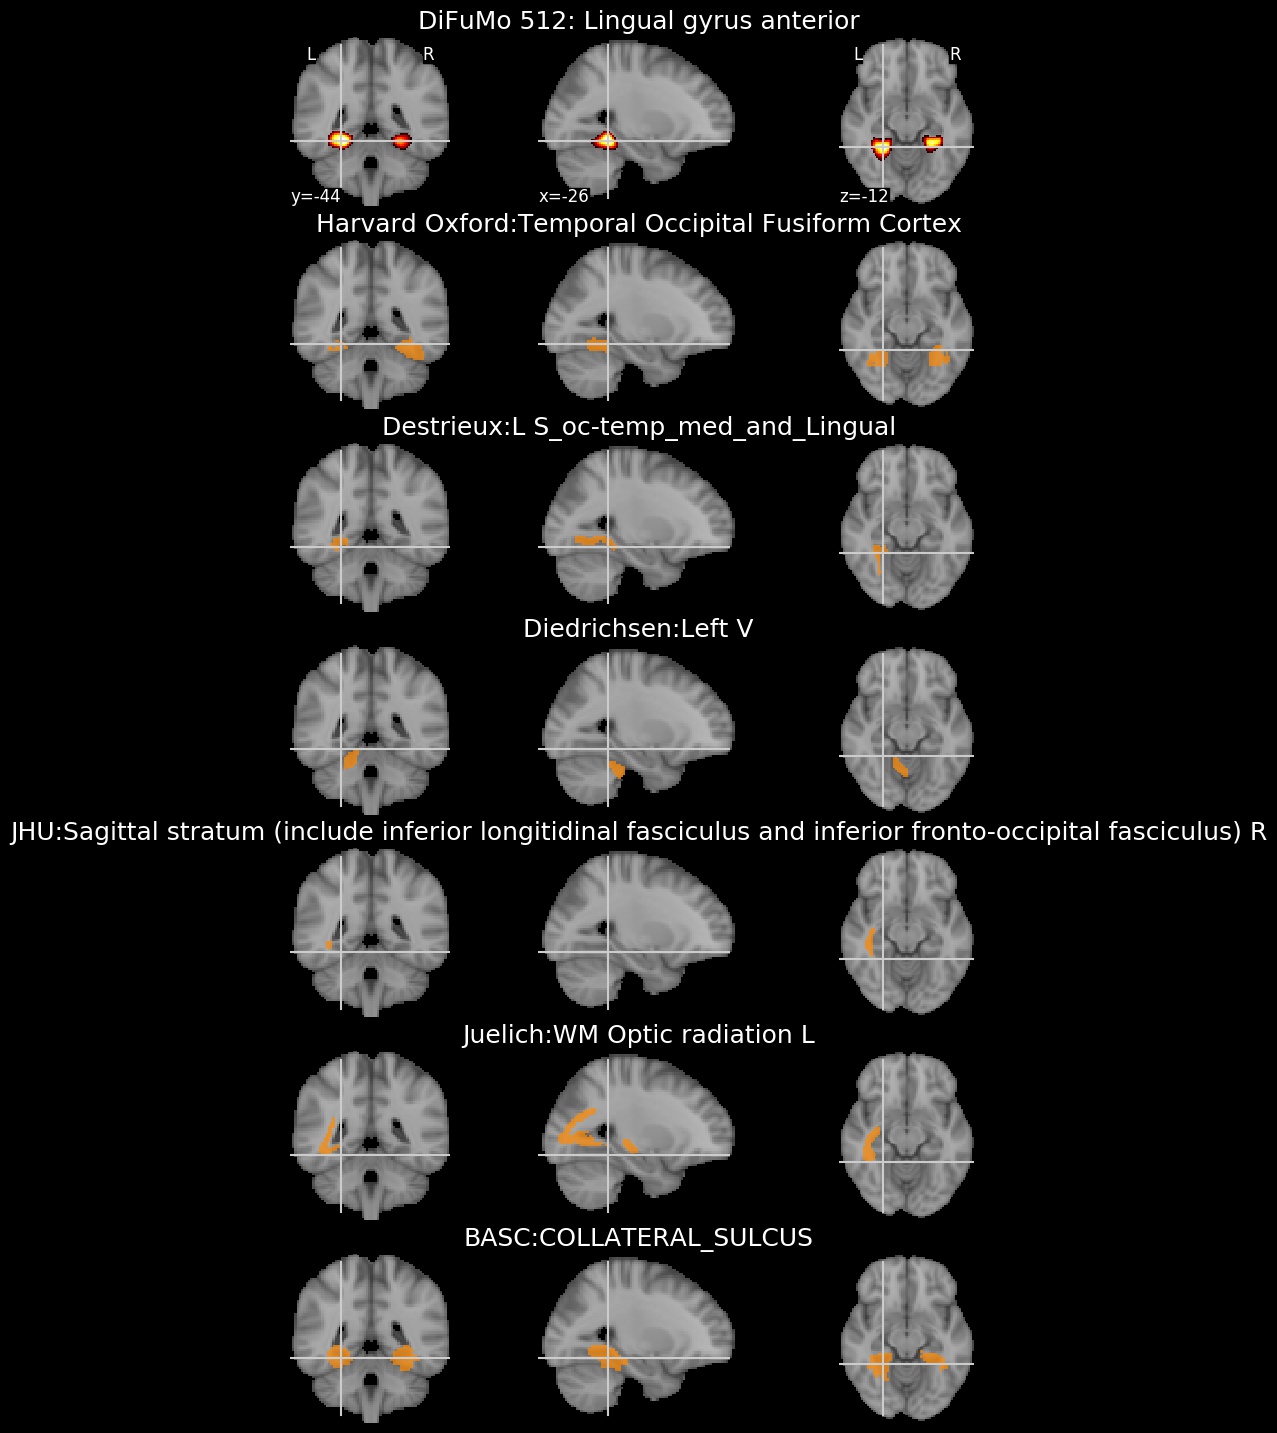 DiFuMo 512: Lingual gyrus anterior
L R L R
y=-44 x=-26 z=-12
Harvard Oxford:Temporal Occipital Fusiform Cortex
Destrieux:L S_oc-temp_med_and_Lingual
Diedrichsen:Left V
JHU:Sagittal stratum (include inferior longitidinal fasciculus and inferior fronto-occipital fasciculus) R
Juelich:WM Optic radiation L
BASC:COLLATERAL_SULCUS